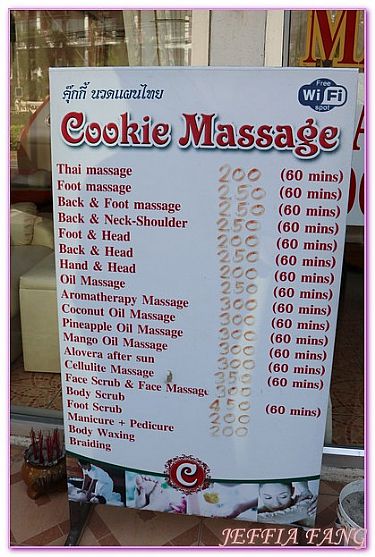 Free
WiFi
spot
คุ๊กกี้ นวดแผนไทย
Cookie Massage
Thai massage 200 (60 mins)
Foot massage 250 (60 mins)
Back & Foot massage 250 (60 mins)
Back & Neck-Shoulder 250 (60 mins)
Foot & Head 250 (60 mins)
Back & Head 250 (60 mins)
Hand & Head 200 (60 mins)
Oil Massage 250 (60 mins)
Aromatherapy Massage 300 (60 mins)
Coconut Oil Massage 300 (60 mins)
Pineapple Oil Massage 300 (60 mins)
Mango Oil Massage 300 (60 mins)
Alovera after sun 300 (60 mins)
Cellulite Massage 350 (60 mins)
Face Scrub & Face Massage
Body Scrub 450 (60 mins)
Foot Scrub 200
Manicure + Pedicure 200
Body Waxing
Braiding
C
JEFFIA FANG